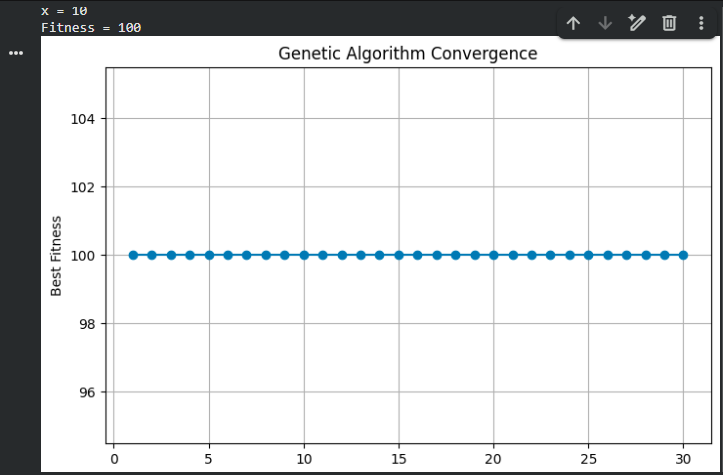 x = 10
Fitness = 100
Genetic Algorithm Convergence
104
102
100
98
96
Best Fitness
0 5 10 15 20 25 30